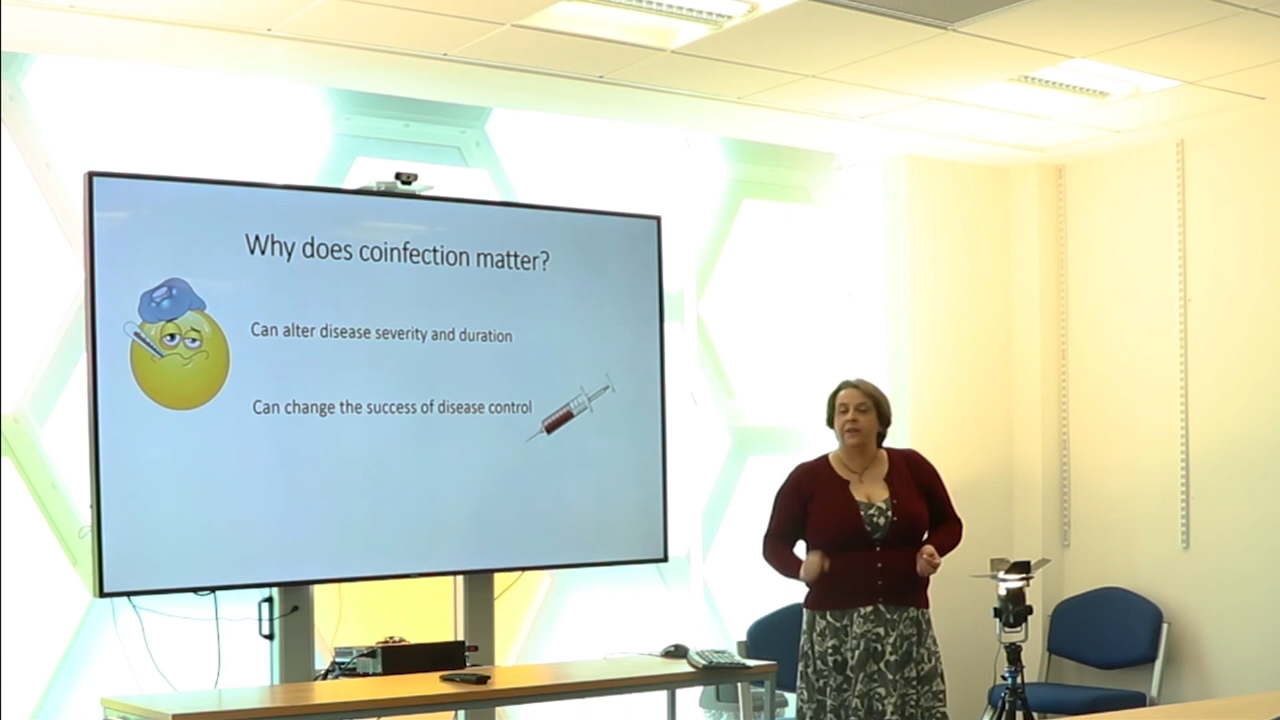 Why does coinfection matter?
Can alter disease severity and duration
Can change the success of disease control